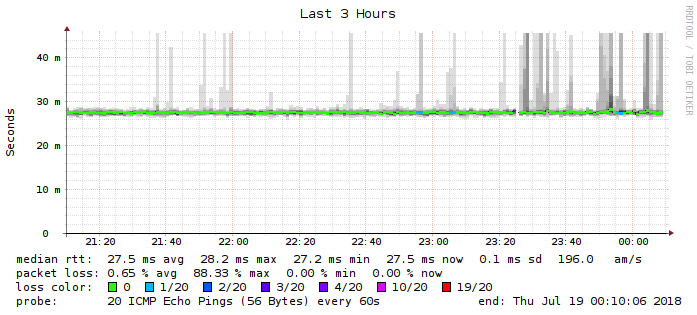 Last 3 Hours
RRDTOOL / TOBI OETIKER
Seconds
40 m
30 m
20 m
10 m
0
21:20 21:40 22:00 22:20 22:40 23:00 23:20 23:40 00:00
median rtt: 27.5 ms avg 28.2 ms max 27.2 ms min 27.5 ms now 0.1 ms sd 196.0 am/s
packet loss: 0.65 % avg 88.33 % max 0.00 % min 0.00 % now
loss color: 0 1/20 2/20 3/20 4/20 10/20 19/20
probe: 20 ICMP Echo Pings (56 Bytes) every 60s end: Thu Jul 19 00:10:06 2018